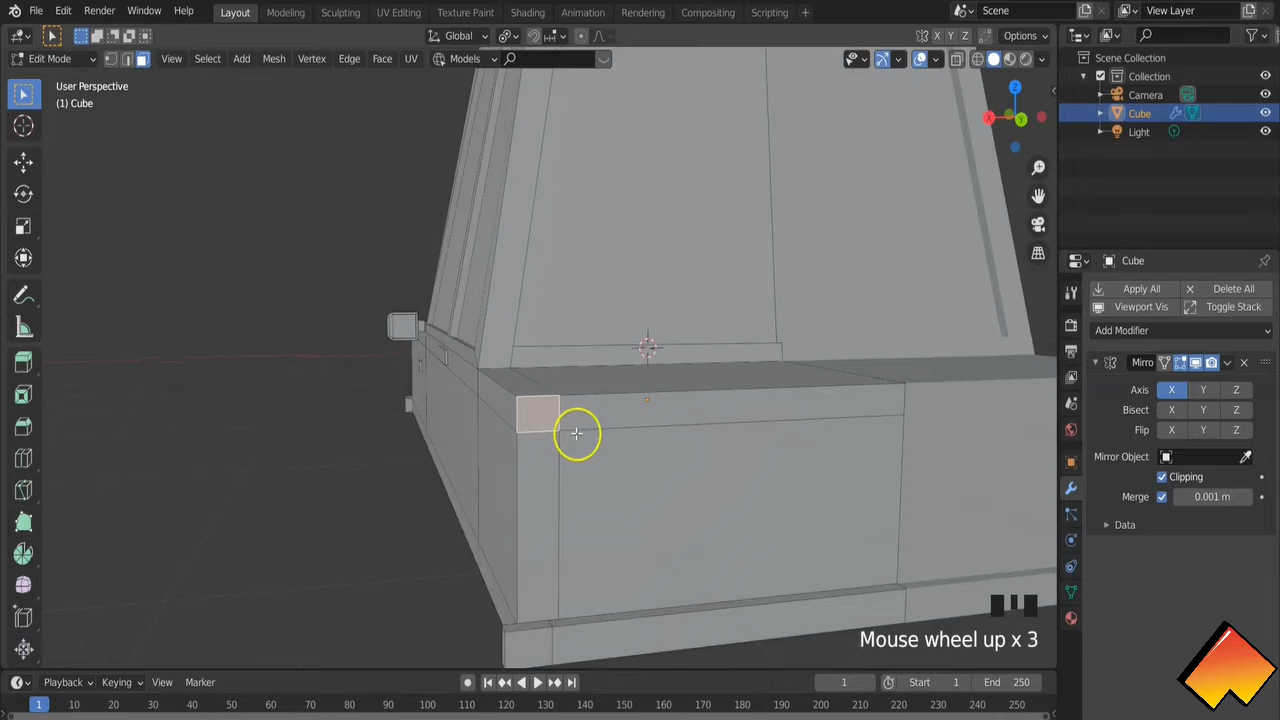 File Edit Render Window Help Layout Modeling Sculpting UV Editing Texture Paint Shading Animation Rendering Compositing Scripting + Scene View Layer
Global X Y Z Options
Edit Mode View Select Add Mesh Vertex Edge Face UV Models
User Perspective
(1) Cube
X
Y
Z
Scene Collection
Collection
Camera
Cube
Light
Cube
Apply All Delete All
Viewport Vis Toggle Stack
Add Modifier
Mirro
Axis X Y Z
Bisect X Y Z
Flip X Y Z
Mirror Object
Clipping
Merge 0.001 m
Data
Mouse wheel up x 3
Playback Keying View Marker 1 Start 1 End 250
1 10 20 30 40 50 60 70 80 90 100 110 120 130 140 150 160 170 180 190 200 210 220 230 240 250